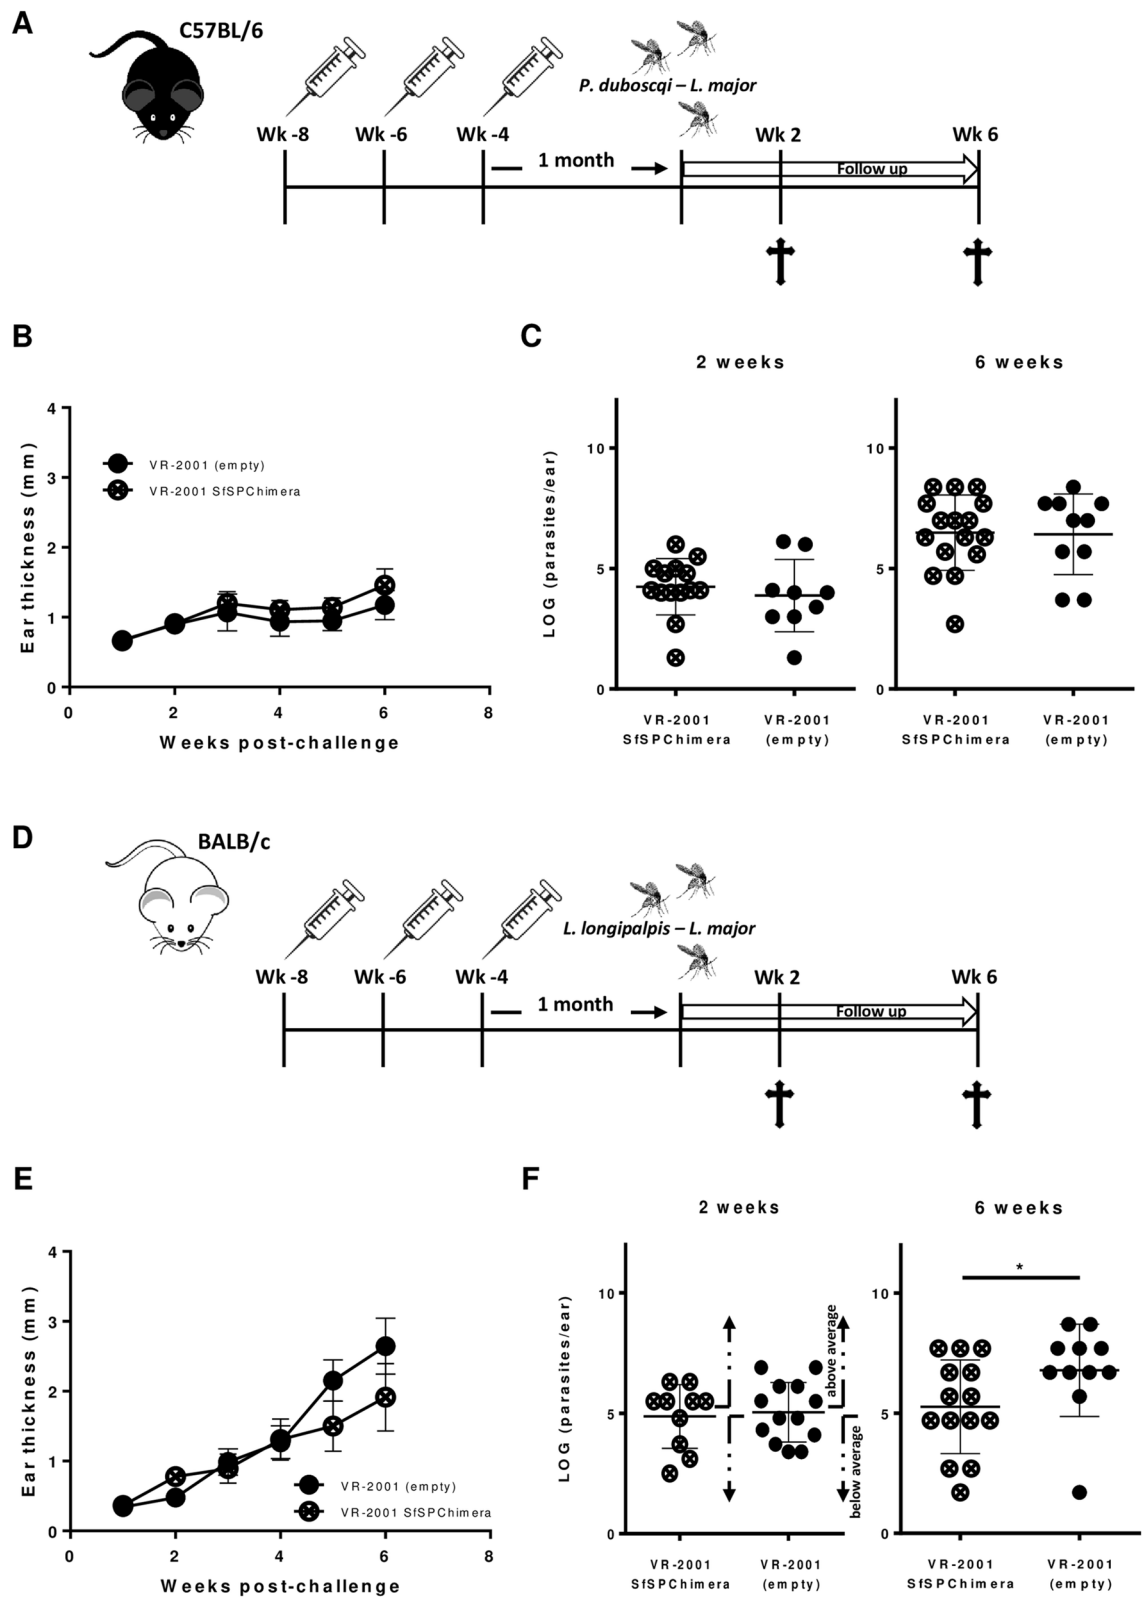 A
C57BL/6
P. duboscqi – L. major
Wk -8
Wk -6
Wk -4
Wk 2
Wk 6
1 month
Follow up
B
Ear thickness (mm)
4
3
2
1
0
VR-2001 (empty)
VR-2001 SfSPChimera
0
2
4
6
8
Weeks post-challenge
C
2 weeks
6 weeks
LOG (parasites/ear)
10
5
0
10
5
0
VR-2001
SfSPChimera
VR-2001
(empty)
VR-2001
SfSPChimera
VR-2001
(empty)
D
BALB/c
L. longipalpis – L. major
Wk -8
Wk -6
Wk -4
Wk 2
Wk 6
1 month
Follow up
E
Ear thickness (mm)
4
3
2
1
0
VR-2001 (empty)
VR-2001 SfSPChimera
0
2
4
6
8
Weeks post-challenge
F
2 weeks
6 weeks
LOG (parasites/ear)
10
5
0
above average
below average
*
10
5
0
VR-2001
SfSPChimera
VR-2001
(empty)
VR-2001
SfSPChimera
VR-2001
(empty)